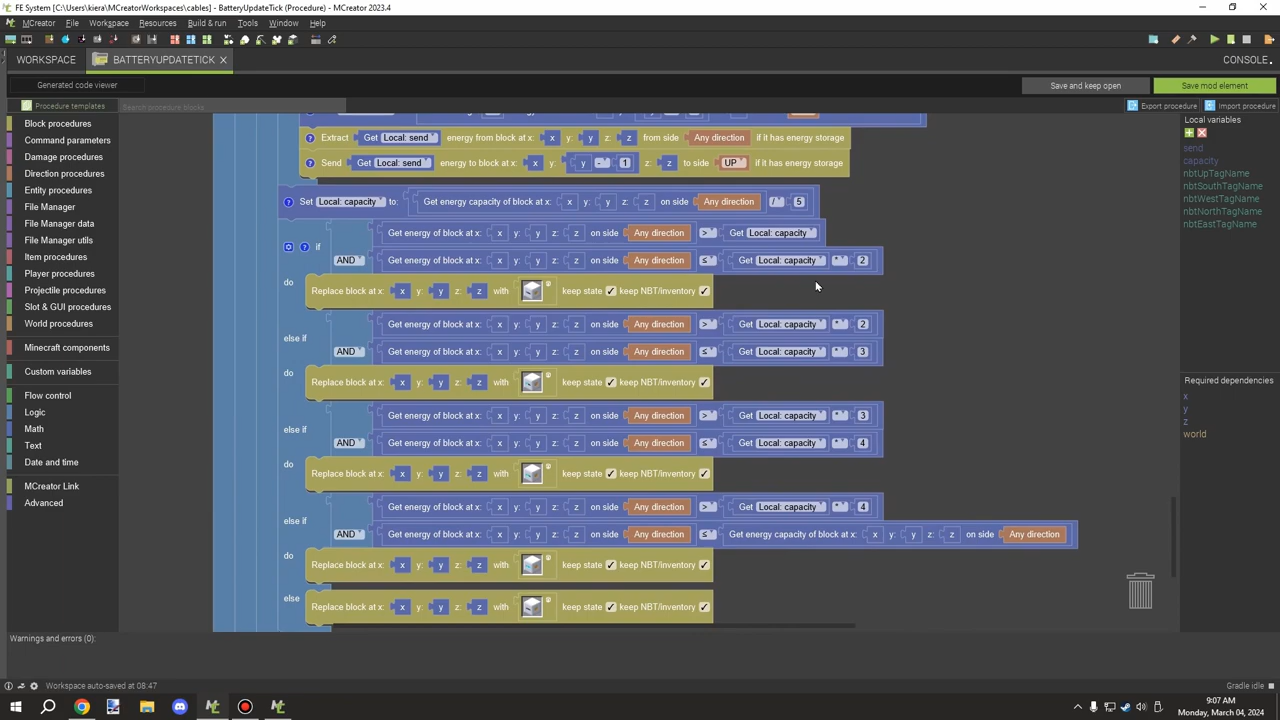 FE System [C:\Users\kiera\MCreatorWorkspaces\cables] - BatteryUpdateTick (Procedure) - MCreator 2023.4
MCreator File Workspace Resources Build & run Tools Window Help
WORKSPACE BATTERYUPDATETICK CONSOLE
Generated code viewer Save and keep open Save mod element
Procedure templates Search procedure blocks Export procedure Import procedure
Block procedures
Command parameters
Damage procedures
Direction procedures
Entity procedures
File Manager
File Manager data
File Manager utils
Item procedures
Player procedures
Projectile procedures
Slot & GUI procedures
World procedures
Minecraft components
Custom variables
Flow control
Logic
Math
Text
Date and time
MCreator Link
Advanced
Extract Get Local: send energy from block at x: x y: y z: z from side Any direction if it has energy storage
Send Get Local: send energy to block at x: x y: y - 1 z: z to side UP if it has energy storage
Set Local: capacity to: Get energy capacity of block at x: x y: y z: z on side Any direction / 5
if Get energy of block at x: x y: y z: z on side Any direction > Get Local: capacity
AND Get energy of block at x: x y: y z: z on side Any direction ≤ Get Local: capacity * 2
do Replace block at x: x y: y z: z with keep state ✓ keep NBT/inventory ✓
else if Get energy of block at x: x y: y z: z on side Any direction > Get Local: capacity * 2
AND Get energy of block at x: x y: y z: z on side Any direction ≤ Get Local: capacity * 3
do Replace block at x: x y: y z: z with keep state ✓ keep NBT/inventory ✓
else if Get energy of block at x: x y: y z: z on side Any direction > Get Local: capacity * 3
AND Get energy of block at x: x y: y z: z on side Any direction ≤ Get Local: capacity * 4
do Replace block at x: x y: y z: z with keep state ✓ keep NBT/inventory ✓
else if Get energy of block at x: x y: y z: z on side Any direction > Get Local: capacity * 4
AND Get energy of block at x: x y: y z: z on side Any direction ≤ Get energy capacity of block at x: x y: y z: z on side Any direction
do Replace block at x: x y: y z: z with keep state ✓ keep NBT/inventory ✓
else Replace block at x: x y: y z: z with keep state ✓ keep NBT/inventory ✓
Local variables
send
capacity
nbtUpTagName
nbtSouthTagName
nbtWestTagName
nbtNorthTagName
nbtEastTagName
Required dependencies
x
y
z
world
Warnings and errors (0):
Workspace auto-saved at 08:47 Gradle idle
9:07 AM
Monday, March 04, 2024